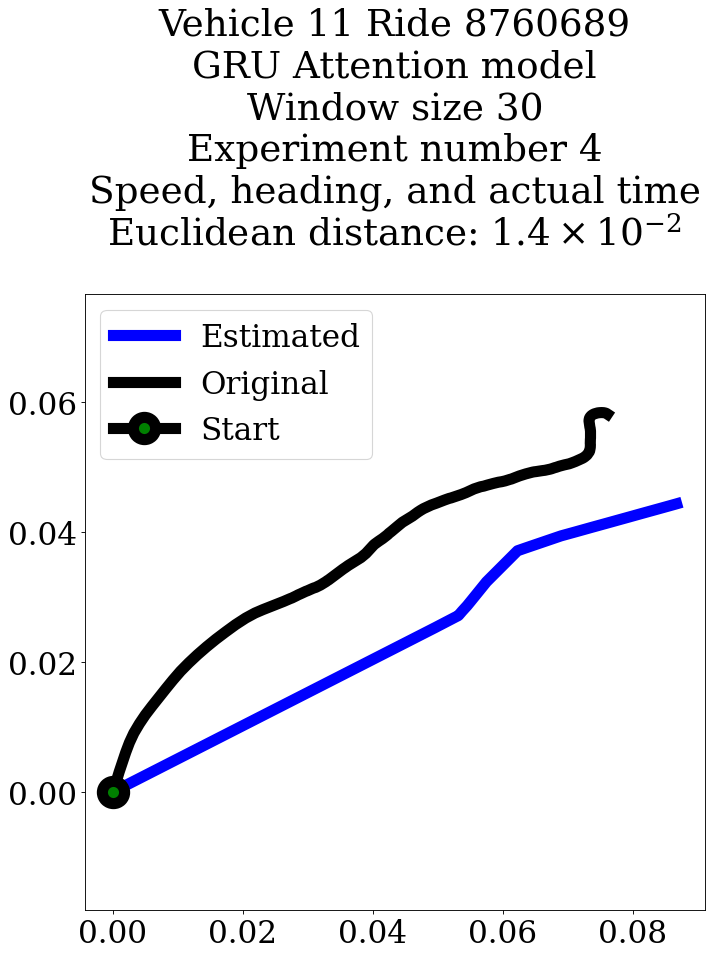 Vehicle 11 Ride 8760689
GRU Attention model
Window size 30
Experiment number 4
Speed, heading, and actual time
Euclidean distance: 1.4 × 10⁻²
Estimated
Original
Start
0.06
0.04
0.02
0.00
0.00 0.02 0.04 0.06 0.08